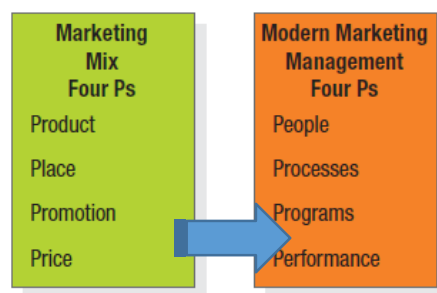 Marketing
Mix
Four Ps
Product
Place
Promotion
Price
Modern Marketing
Management
Four Ps
People
Processes
Programs
Performance